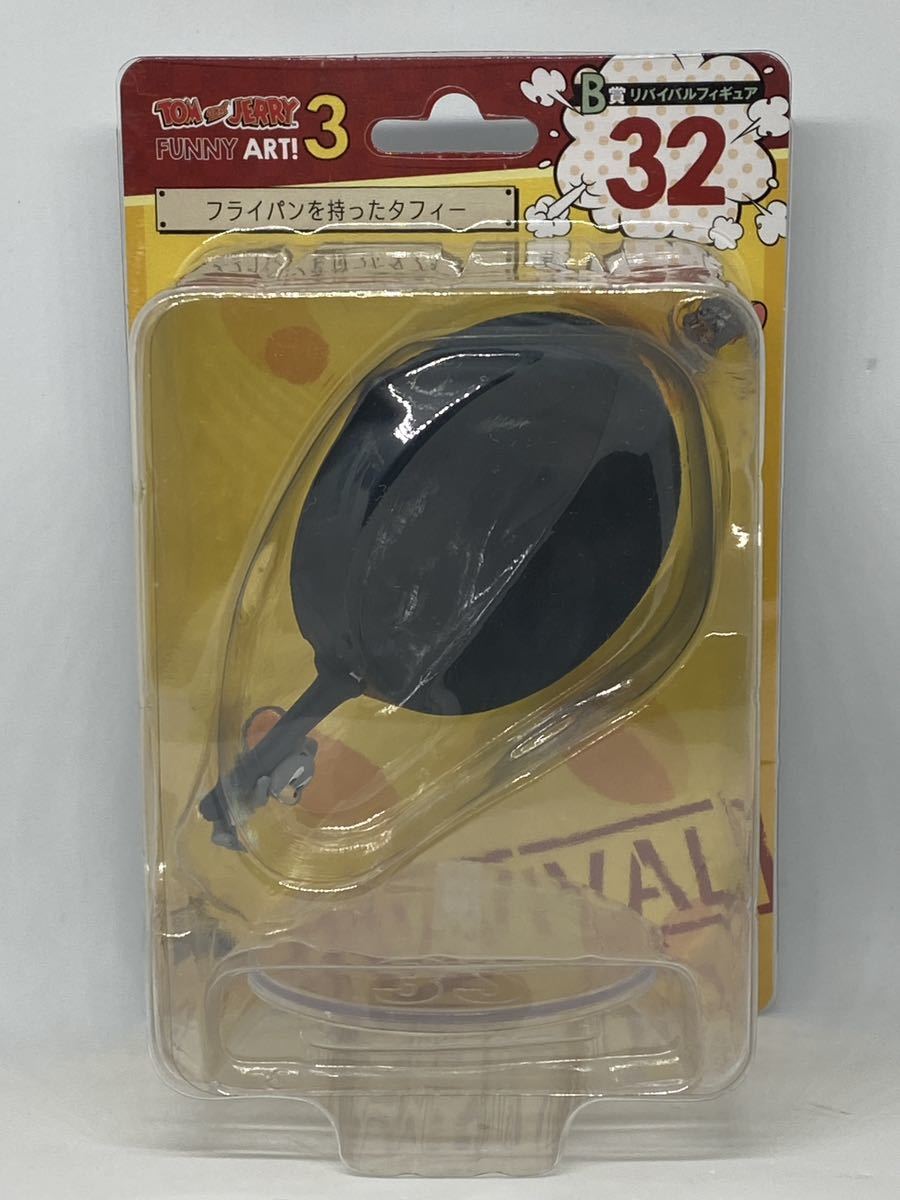 TOM and JERRY
FUNNY ART! 3
B賞 リバイバルフィギュア
32
フライパンを持ったタフィー
IVAL